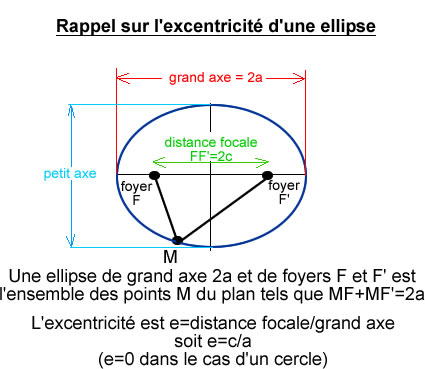 Rappel sur l'excentricité d'une ellipse
grand axe = 2a
distance focale
FF'=2c
petit axe
foyer
F
foyer
F'
M
Une ellipse de grand axe 2a et de foyers F et F' est
l'ensemble des points M du plan tels que MF+MF'=2a
L'excentricité est e=distance focale/grand axe
soit e=c/a
(e=0 dans le cas d'un cercle)